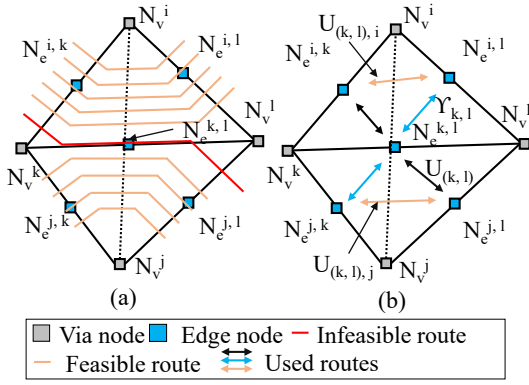 N_v^i
N_e^{i, k}
N_e^{i, l}
N_v^l
N_e^{k, l}
N_v^k
N_e^{j, k}
N_e^{j, l}
N_v^j
(a)
U_{(k, l), i}
N_v^i
N_e^{i, k}
N_e^{i, l}
ϒ_{k, l}
N_v^l
N_e^{k, l}
N_v^k
U_{(k, l)}
N_e^{j, k}
N_e^{j, l}
U_{(k, l), j}
N_v^j
(b)
Via node Edge node Infeasible route
Feasible route Used routes